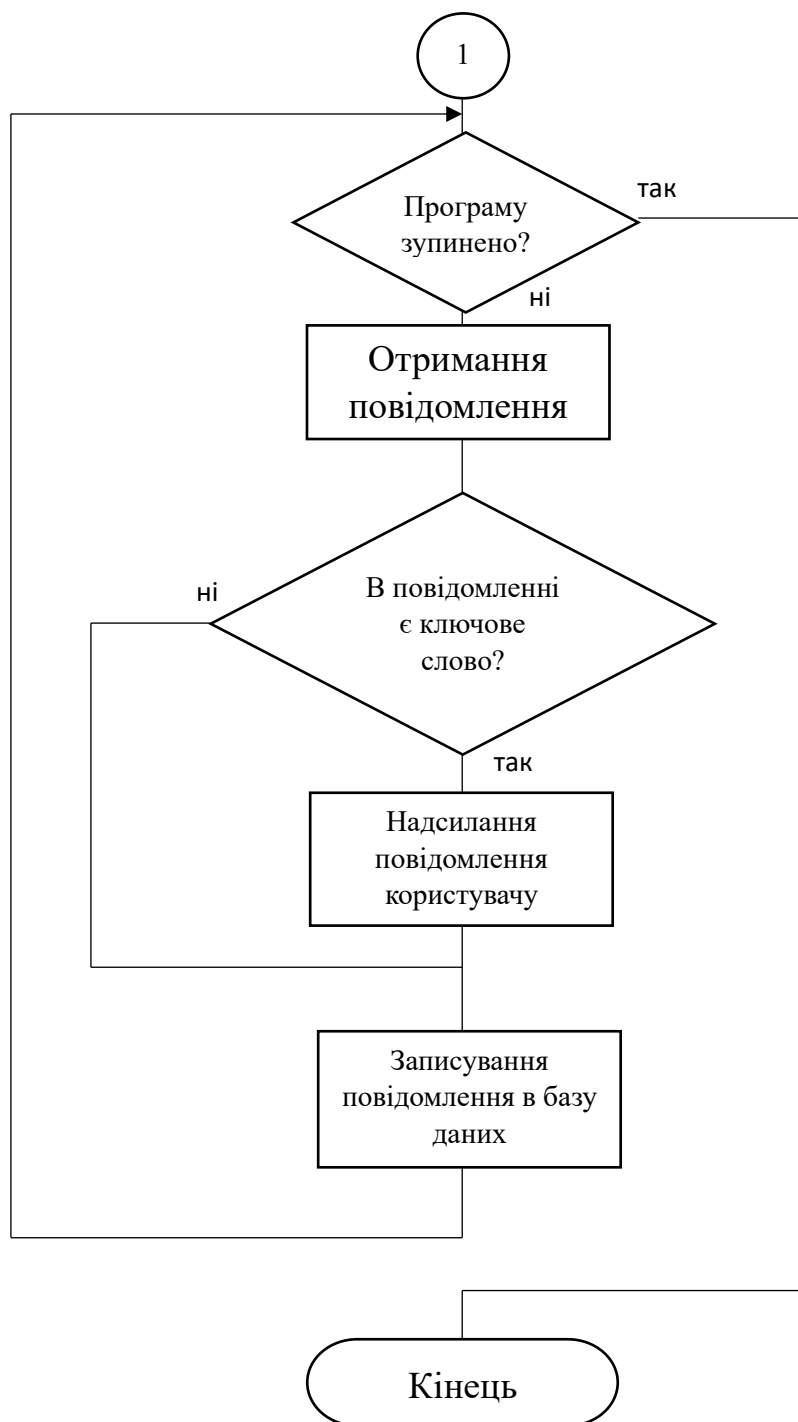 1
Програму
зупинено?
так
ні
Отримання
повідомлення
ні
В повідомленні
є ключове
слово?
так
Надсилання
повідомлення
користувачу
Записування
повідомлення в базу
даних
Кінець